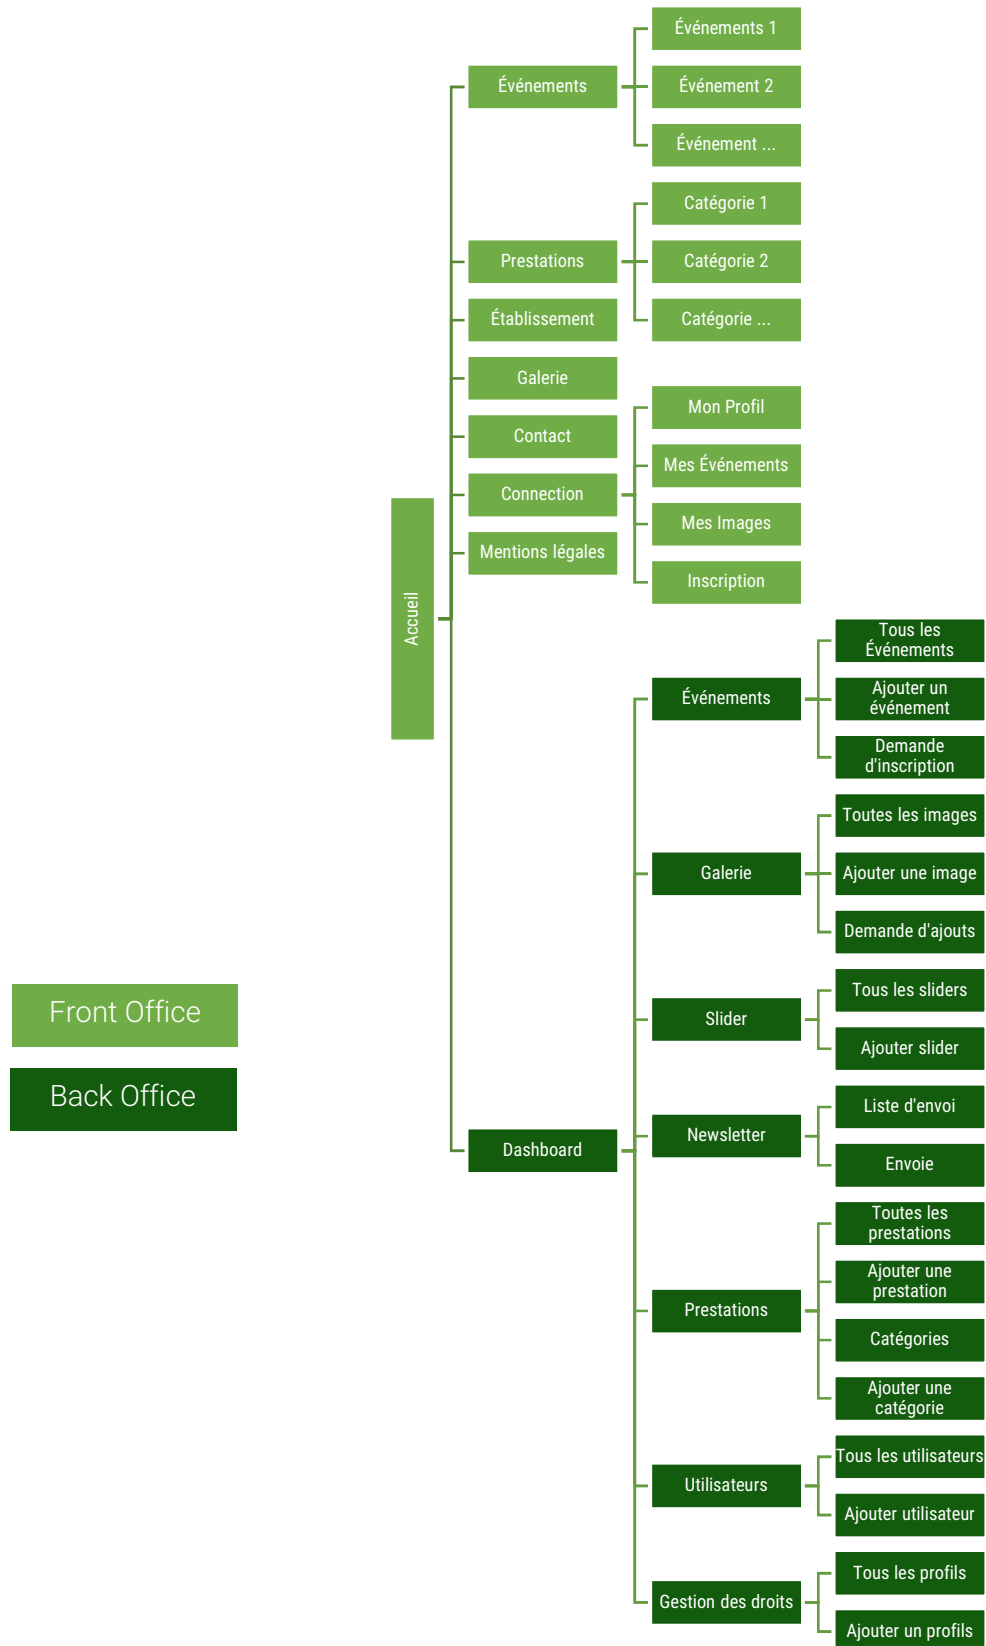 Événements 1
Événements
Événement 2
Événement ...
Catégorie 1
Prestations
Catégorie 2
Établissement
Catégorie ...
Galerie
Mon Profil
Contact
Mes Événements
Connection
Mes Images
Mentions légales
Inscription
Accueil
Tous les
Événements
Événements
Ajouter un
événement
Demande
d'inscription
Toutes les images
Galerie
Ajouter une image
Demande d'ajouts
Tous les sliders
Front Office
Slider
Ajouter slider
Back Office
Liste d'envoi
Newsletter
Dashboard
Envoie
Toutes les
prestations
Ajouter une
prestation
Prestations
Catégories
Ajouter une
catégorie
Tous les utilisateurs
Utilisateurs
Ajouter utilisateur
Tous les profils
Gestion des droits
Ajouter un profils